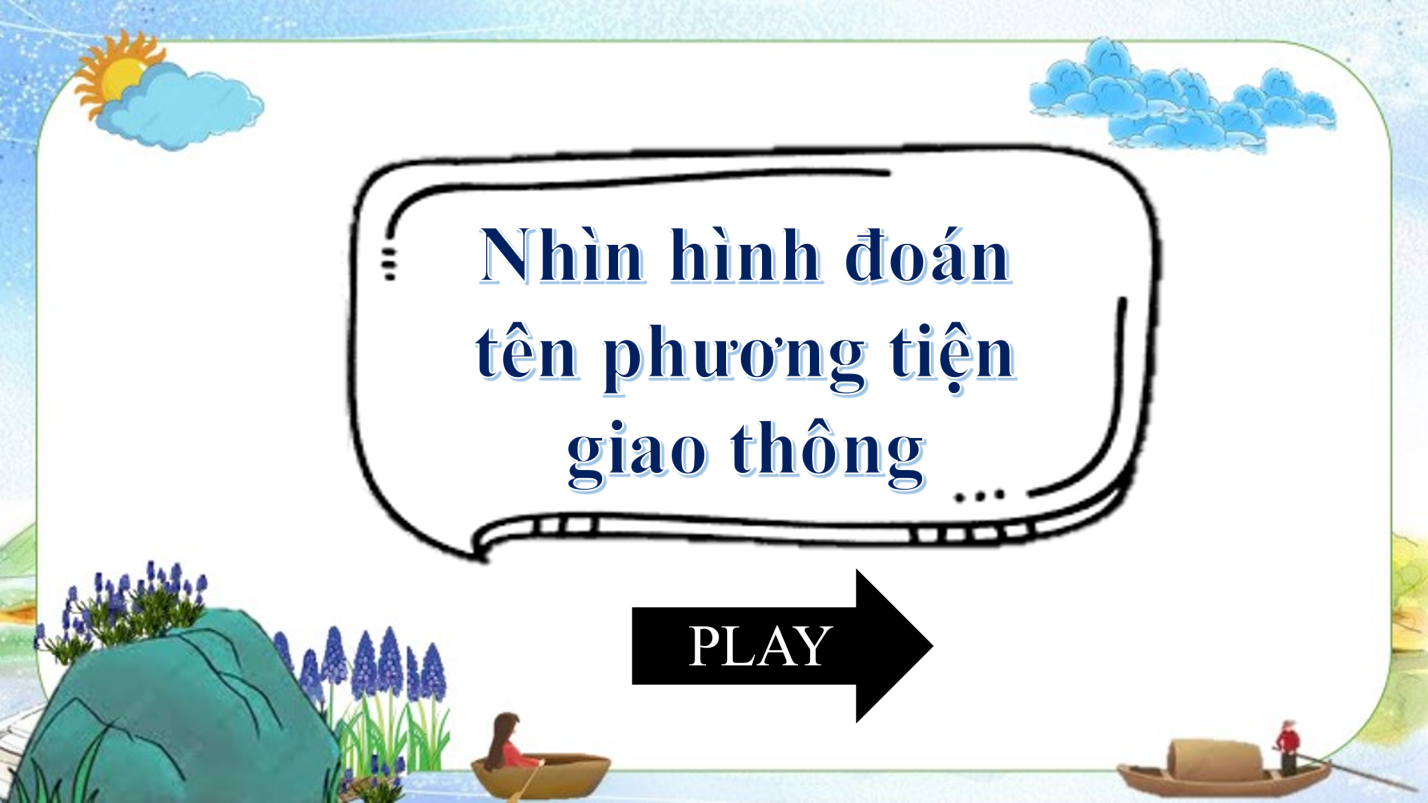 Nhìn hình đoán
tên phương tiện
giao thông
PLAY